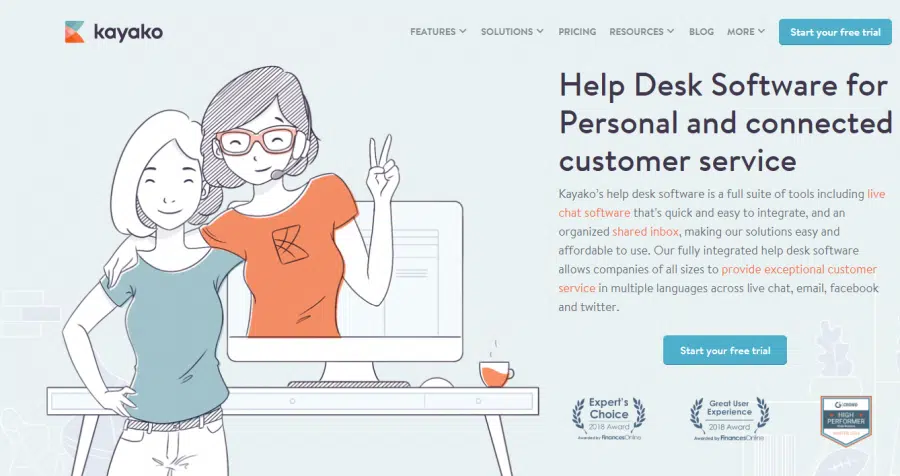 kayako
FEATURES
SOLUTIONS
PRICING
RESOURCES
BLOG
MORE
Start your free trial
Help Desk Software for
Personal and connected
customer service
Kayako's help desk software is a full suite of tools including live
chat software that's quick and easy to integrate, and an
organized shared inbox, making our solutions easy and
affordable to use. Our fully integrated help desk software
allows companies of all sizes to provide exceptional customer
service in multiple languages across live chat, email, facebook
and twitter.
Start your free trial
Expert's
Choice
2018 Award
Awarded by FinancesOnline
Great User
Experience
2018 Award
Awarded by FinancesOnline
HIGH
PERFORMER